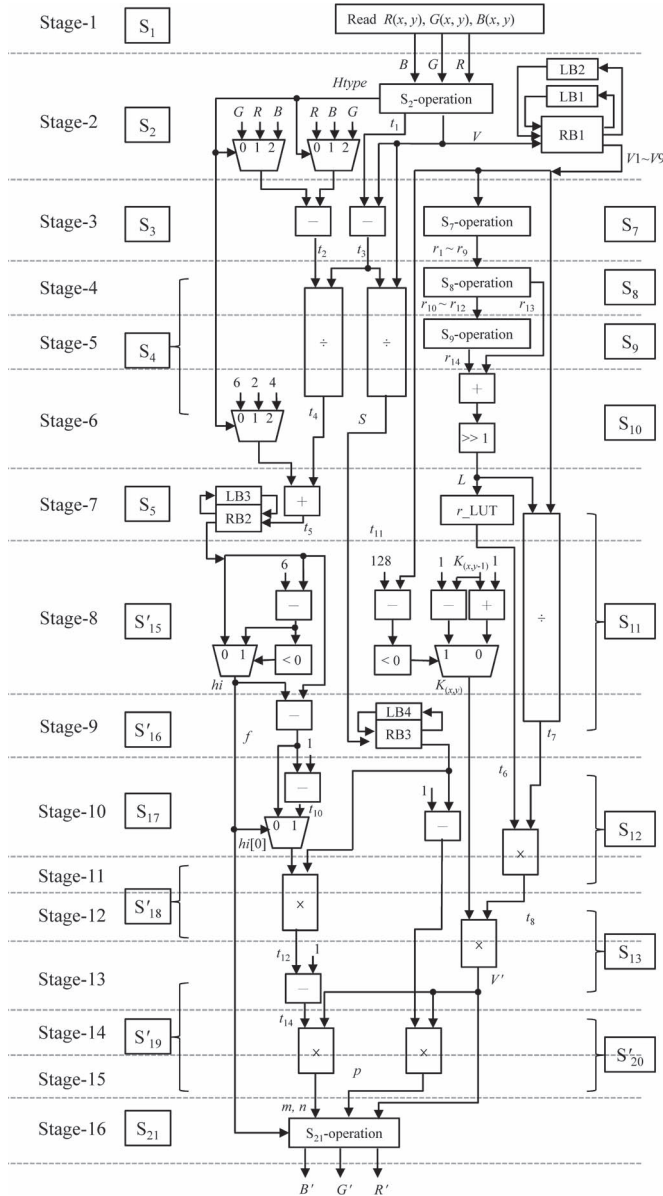 Stage-1 S₁ Read R(x, y), G(x, y), B(x, y)
B G R
Htype
S₂-operation
LB2
LB1
RB1
Stage-2 S₂
G R B R B G
t₁
V
0 1 2 0 1 2
V1~V9
Stage-3 S₃ − − S₇-operation S₇
t₂ t₃ r₁ ~ r₉
Stage-4 S₈-operation S₈
r₁₀ ~ r₁₂ r₁₃
Stage-5 S₄ ÷ ÷ S₉-operation S₉
r₁₄
6 2 4
t₄ S +
0 1 2
Stage-6 >> 1 S₁₀
L
Stage-7 S₅ LB3 + r_LUT
RB2
t₅ t₁₁
6 128 1 K(x,y-1) 1
Stage-8 S′₁₅ − − − + ÷ S₁₁
0 1 < 0 < 0 1 0
hi K(x,y)
Stage-9 S′₁₆ − LB4
f RB3 t₇
1 t₆
Stage-10 S₁₇ − 1
t₁₀ − S₁₂
0 1
hi[0] ×
Stage-11
S′₁₈ ×
Stage-12 t₈
t₁₂ 1 × S₁₃
Stage-13 − V′
t₁₄
Stage-14 S′₁₉ × × S′₂₀
Stage-15 p
m, n
Stage-16 S₂₁ S₂₁-operation
B′ G′ R′